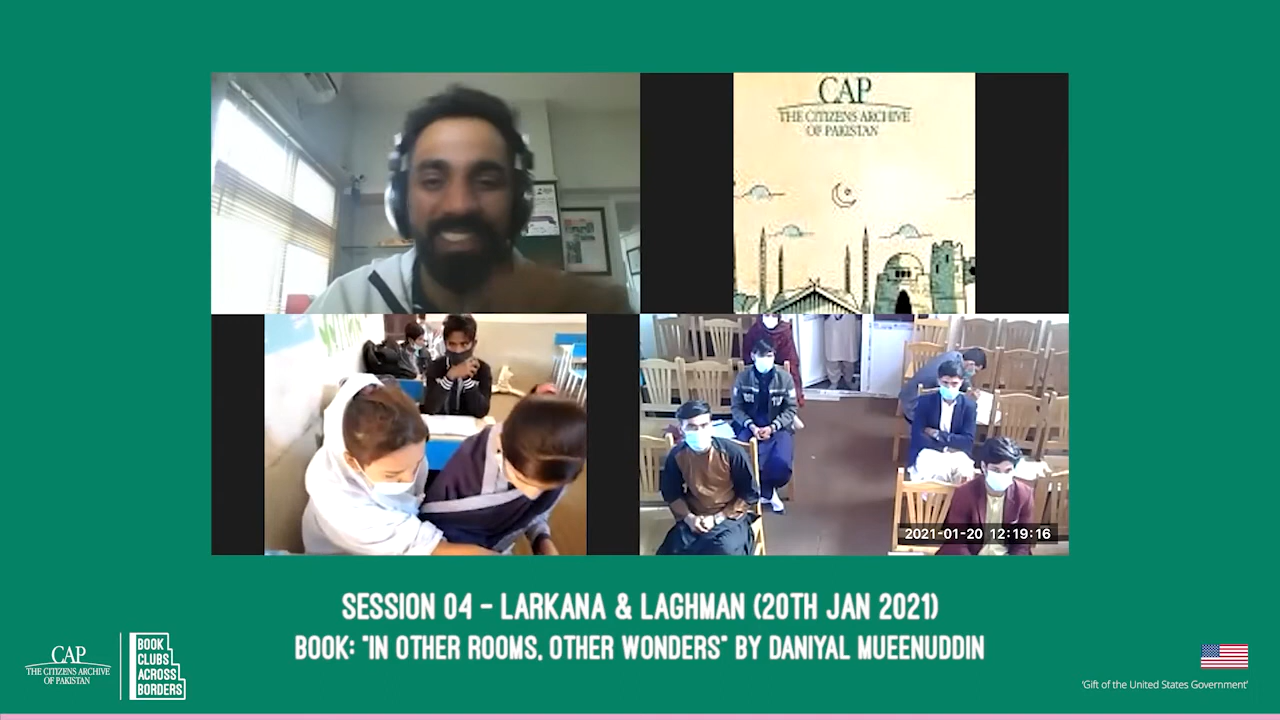 CAP
THE CITIZENS ARCHIVE
OF PAKISTAN
2021-01-20 12:19:16
SESSION 04 - LARKANA & LAGHMAN (20TH JAN 2021)
BOOK: "IN OTHER ROOMS, OTHER WONDERS" BY DANIYAL MUEENUDDIN
CAP
THE CITIZENS ARCHIVE
OF PAKISTAN
BOOK
CLUBS
ACROSS
BORDERS
'Gift of the United States Government'